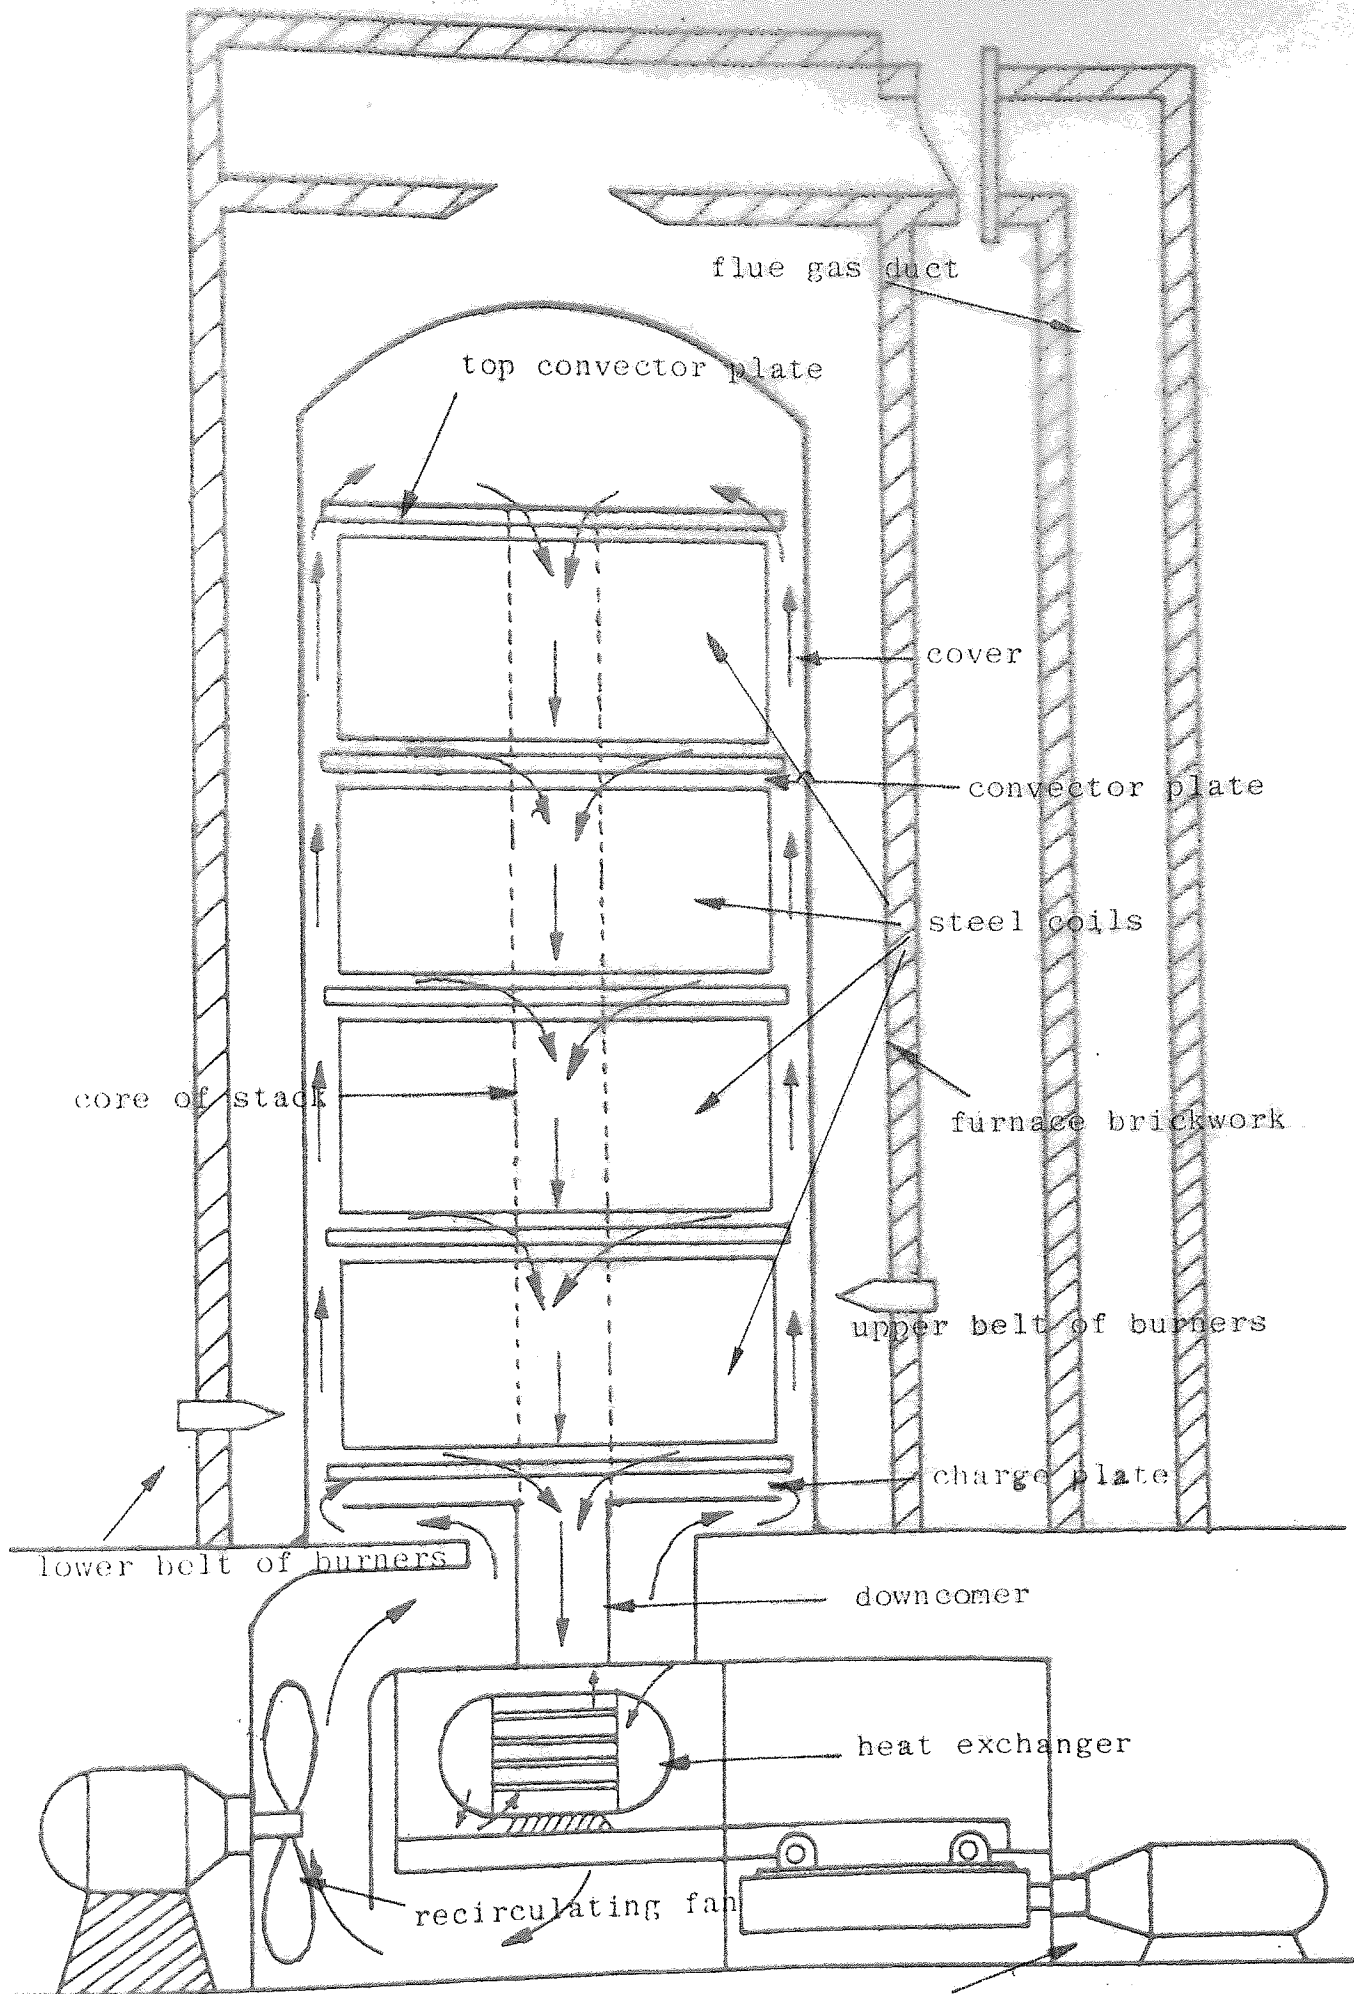 flue gas duct
top convector plate
cover
convector plate
steel coils
core of stack
furnace brickwork
upper belt of burners
charge plate
lower belt of burners
downcomer
heat exchanger
recirculating fan